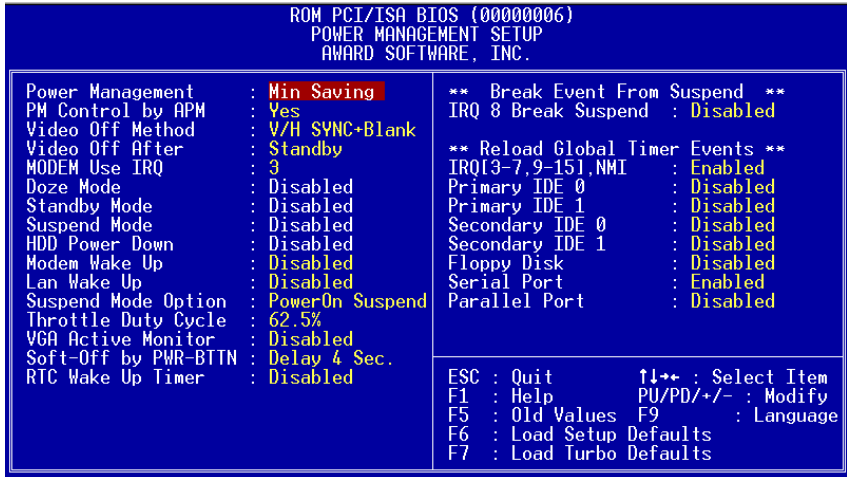 ROM PCI/ISA BIOS (00000006)
POWER MANAGEMENT SETUP
AWARD SOFTWARE, INC.
Power Management : Min Saving
PM Control by APM : Yes
Video Off Method : V/H SYNC+Blank
Video Off After : Standby
MODEM Use IRQ : 3
Doze Mode : Disabled
Standby Mode : Disabled
Suspend Mode : Disabled
HDD Power Down : Disabled
Modem Wake Up : Disabled
Lan Wake Up : Disabled
Suspend Mode Option : PowerOn Suspend
Throttle Duty Cycle : 62.5%
VGA Active Monitor : Disabled
Soft-Off by PWR-BTTN : Delay 4 Sec.
RTC Wake Up Timer : Disabled
** Break Event From Suspend **
IRQ 8 Break Suspend : Disabled
** Reload Global Timer Events **
IRQ[3-7,9-15],NMI : Enabled
Primary IDE 0 : Disabled
Primary IDE 1 : Disabled
Secondary IDE 0 : Disabled
Secondary IDE 1 : Disabled
Floppy Disk : Disabled
Serial Port : Enabled
Parallel Port : Disabled
ESC : Quit ↑↓→← : Select Item
F1 : Help PU/PD/+/- : Modify
F5 : Old Values F9 : Language
F6 : Load Setup Defaults
F7 : Load Turbo Defaults